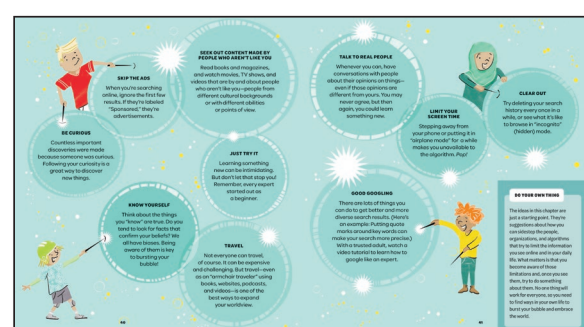 SKIP THE ADS
When you're searching
online, ignore the first few
results. If they're labeled
"Sponsored," they're
advertisements.
SEEK OUT CONTENT MADE BY
PEOPLE WHO AREN'T LIKE YOU
Read books and magazines,
and watch movies, TV shows, and
videos that are by and about people
who aren't like you—people from
different cultural backgrounds
or with different abilities
or points of view.
BE CURIOUS
Countless important
discoveries were made
because someone was curious.
Following your curiosity is a
great way to discover
new things.
JUST TRY IT
Learning something
new can be intimidating.
But don't let that stop you!
Remember, every expert
started out as
a beginner.
KNOW YOURSELF
Think about the things
you "know" are true. Do you
tend to look for facts that
confirm your beliefs? We
all have biases. Being
aware of them is key
to bursting your
bubble!
TRAVEL
Not everyone can travel,
of course. It can be expensive
and challenging. But travel—even
as an "armchair traveler" using
books, websites, podcasts,
and videos—is one of the
best ways to expand
your worldview.
TALK TO REAL PEOPLE
Whenever you can, have
conversations with people
about their opinions on things—
even if those opinions are
different from yours. You may
never agree, but then
again, you could learn
something new.
LIMIT YOUR
SCREEN TIME
Stepping away from
your phone or putting it in
"airplane mode" for a while
makes you unavailable to
the algorithm. Pop!
CLEAR OUT
Try deleting your search
history every once in a
while, or see what it's like
to browse in "incognito"
(hidden) mode.
GOOD GOOGLING
There are lots of things you
can do to get better and more
diverse search results. (Here's
an example: Putting quote
marks around key words can
make your search more precise.)
With a trusted adult, watch a
video tutorial to learn how to
google like an expert.
DO YOUR OWN THING
The ideas in this chapter are
just a starting point. They're
suggestions about how you
can sidestep the people,
organizations, and algorithms
that try to limit the information
you see online and in your daily
life. What matters is that you
become aware of those
limitations and, once you see
them, try to do something
about them. No one thing will
work for everyone, so you need
to find ways in your own life to
burst your bubble and embrace
the world.